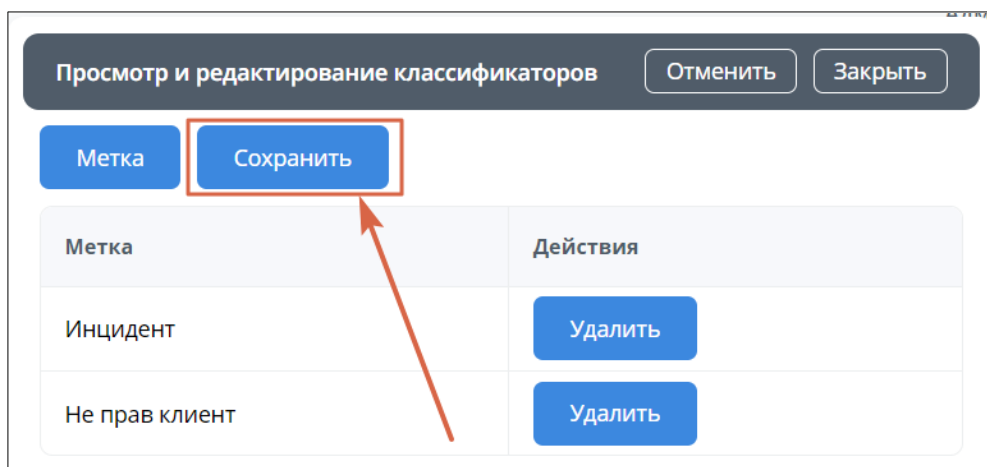 Просмотр и редактирование классификаторов Отменить Закрыть
Метка Сохранить
Метка Действия
Инцидент Удалить
Не прав клиент Удалить